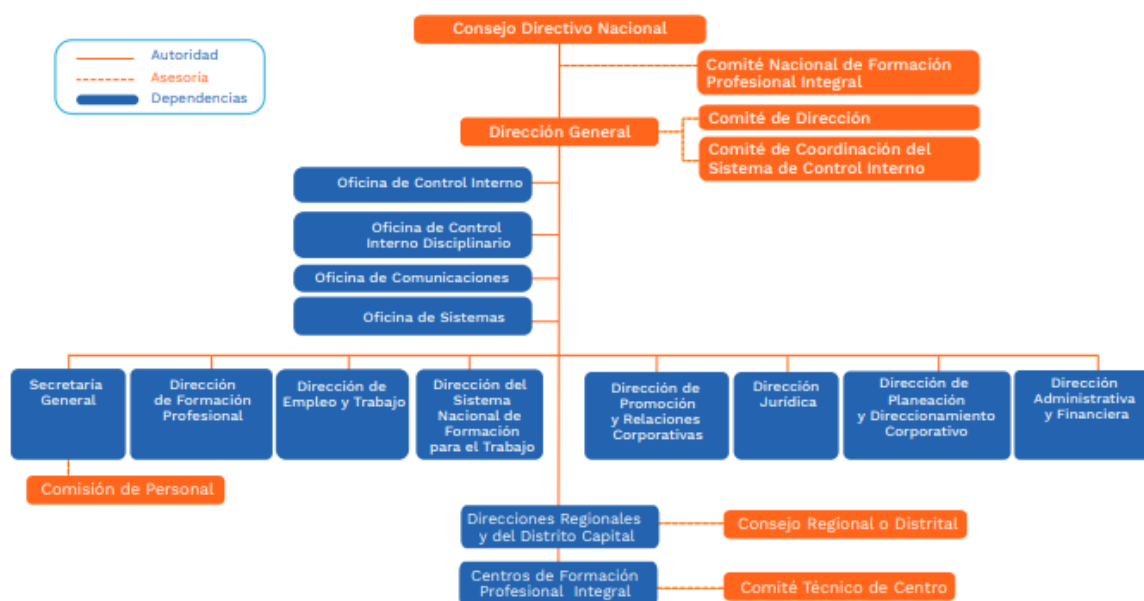 Consejo Directivo Nacional
Autoridad
Asesoría
Dependencias
Comité Nacional de Formación
Profesional Integral
Dirección General
Comité de Dirección
Comité de Coordinación del
Sistema de Control Interno
Oficina de Control Interno
Oficina de Control
Interno Disciplinario
Oficina de Comunicaciones
Oficina de Sistemas
Secretaría
General
Dirección
de Formación
Profesional
Dirección de
Empleo y Trabajo
Dirección del
Sistema
Nacional de
Formación
para el Trabajo
Dirección de
Promoción
y Relaciones
Corporativas
Dirección
Jurídica
Dirección de
Planeación
y Direccionamiento
Corporativo
Dirección
Administrativa
y Financiera
Comisión de Personal
Direcciones Regionales
y del Distrito Capital
Consejo Regional o Distrital
Centros de Formación
Profesional Integral
Comité Técnico de Centro